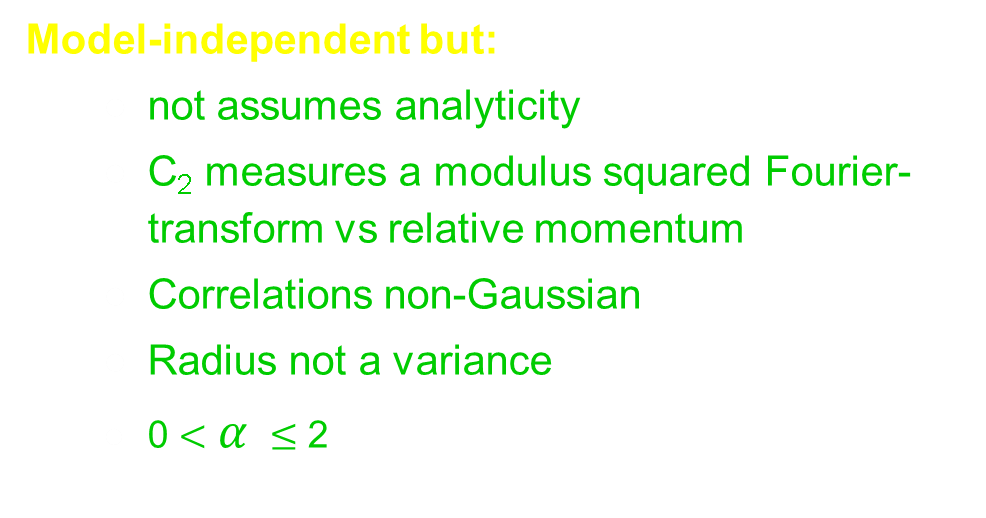 Model-independent but:
not assumes analyticity
C₂ measures a modulus squared Fourier-
transform vs relative momentum
Correlations non-Gaussian
Radius not a variance
0 < α ≤ 2